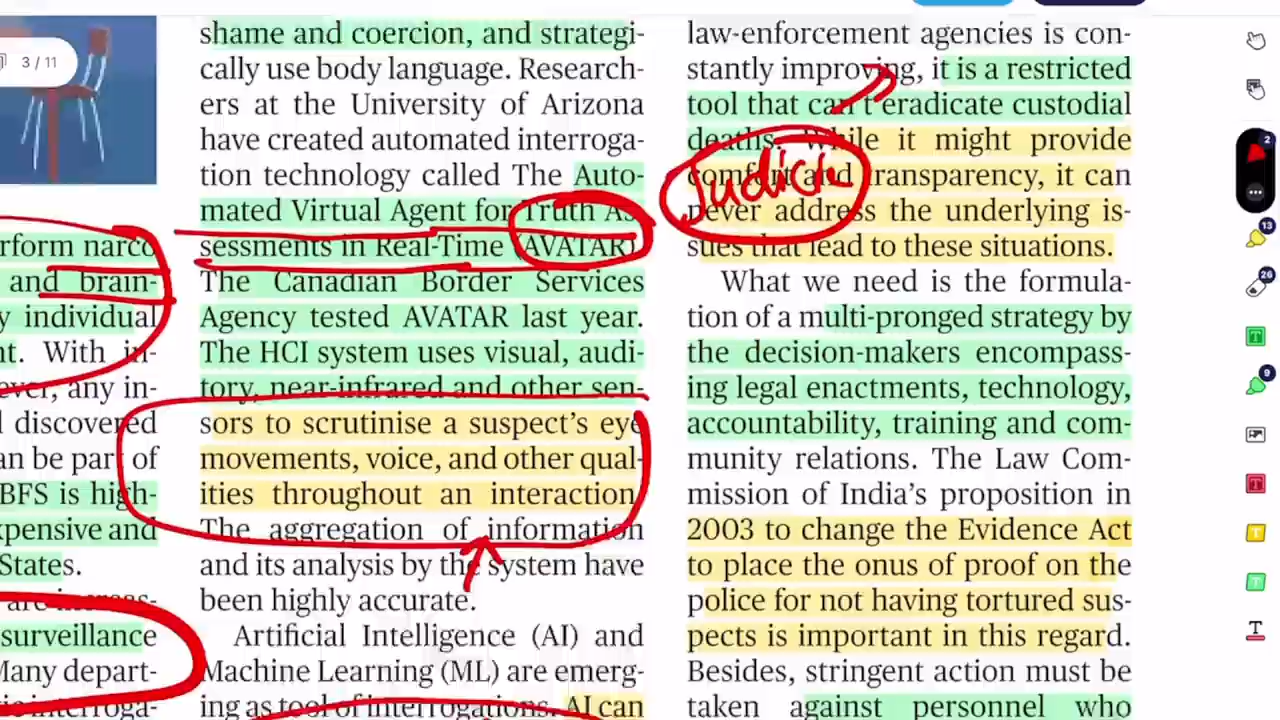 3 / 11
rform narco
and brain-
y individual
nt. With in-
ever, any in-
d discovered
an be part of
BFS is high-
xpensive and
States.
are increas-
surveillance
Many depart-
interroga-
shame and coercion, and strategi-
cally use body language. Research-
ers at the University of Arizona
have created automated interroga-
tion technology called The Auto-
mated Virtual Agent for Truth As-
sessments in Real-Time (AVATAR).
The Canadian Border Services
Agency tested AVATAR last year.
The HCI system uses visual, audi-
tory, near-infrared and other sen-
sors to scrutinise a suspect's eye
movements, voice, and other qual-
ities throughout an interaction.
The aggregation of information
and its analysis by the system have
been highly accurate.
Artificial Intelligence (AI) and
Machine Learning (ML) are emerg-
ing as tool of interrogations. AI can
law-enforcement agencies is con-
stantly improving, it is a restricted
tool that can't eradicate custodial
deaths. While it might provide
comfort and transparency, it can
never address the underlying is-
sues that lead to these situations.
What we need is the formula-
tion of a multi-pronged strategy by
the decision-makers encompass-
ing legal enactments, technology,
accountability, training and com-
munity relations. The Law Com-
mission of India's proposition in
2003 to change the Evidence Act
to place the onus of proof on the
police for not having tortured sus-
pects is important in this regard.
Besides, stringent action must be
taken against personnel who
2
13
26
T
9
T
T
T
T